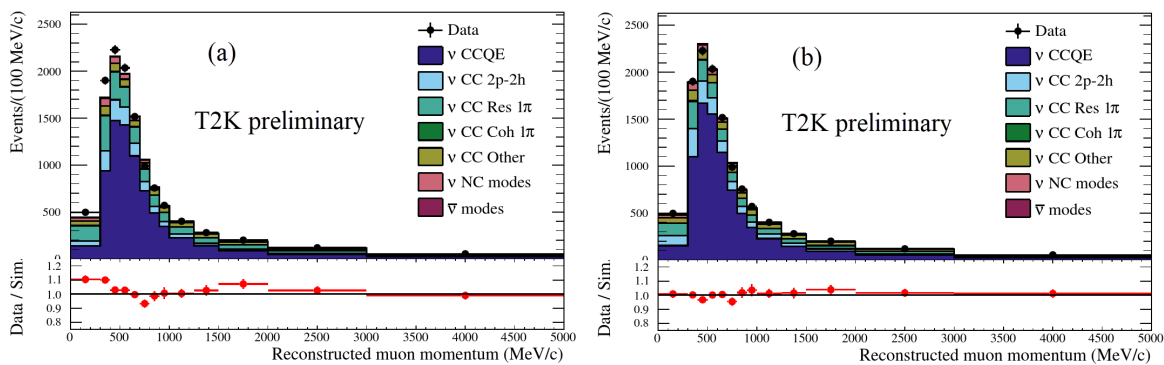 (a)
Events/(100 MeV/c)
2500
2000
1500
1000
500
0
Data
ν CCQE
ν CC 2p-2h
ν CC Res 1π
ν CC Coh 1π
ν CC Other
ν NC modes
ν̅ modes
T2K preliminary
Data / Sim.
1.2
1.1
1.0
0.9
0.8
0 500 1000 1500 2000 2500 3000 3500 4000 4500 5000
Reconstructed muon momentum (MeV/c)
(b)
Events/(100 MeV/c)
2500
2000
1500
1000
500
0
Data
ν CCQE
ν CC 2p-2h
ν CC Res 1π
ν CC Coh 1π
ν CC Other
ν NC modes
ν̅ modes
T2K preliminary
Data / Sim.
1.2
1.1
1.0
0.9
0.8
0 500 1000 1500 2000 2500 3000 3500 4000 4500 5000
Reconstructed muon momentum (MeV/c)